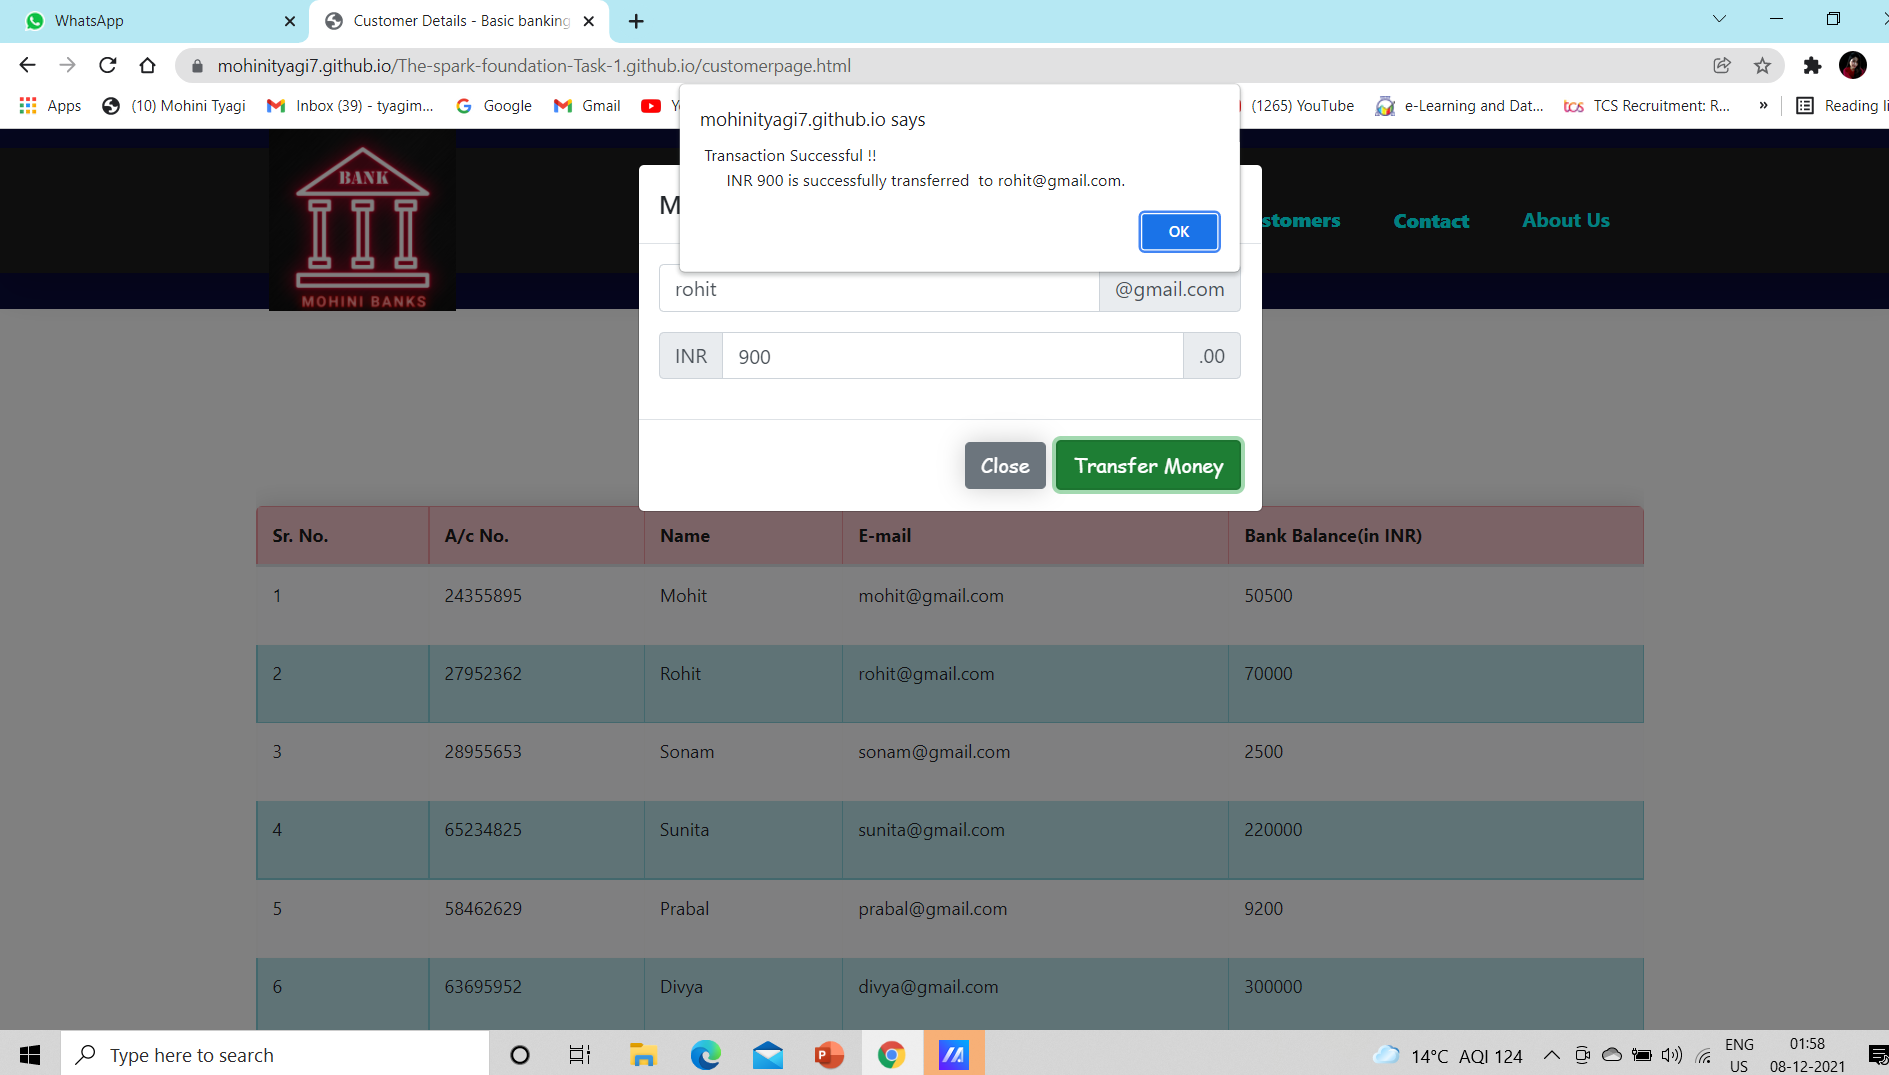 WhatsApp
Customer Details - Basic banking
mohinityagi7.github.io/The-spark-foundation-Task-1.github.io/customerpage.html
Apps (10) Mohini Tyagi Inbox (39) - tyagim... Google Gmail (1265) YouTube e-Learning and Dat... tcs TCS Recruitment: R... » Reading li
mohinityagi7.github.io says
Transaction Successful !!
INR 900 is successfully transferred to rohit@gmail.com.
OK
BANK
MOHINI BANKS
M
stomers Contact About Us
rohit @gmail.com
INR 900 .00
Close Transfer Money
Sr. No. A/c No. Name E-mail Bank Balance(in INR)
1 24355895 Mohit mohit@gmail.com 50500
2 27952362 Rohit rohit@gmail.com 70000
3 28955653 Sonam sonam@gmail.com 2500
4 65234825 Sunita sunita@gmail.com 220000
5 58462629 Prabal prabal@gmail.com 9200
6 63695952 Divya divya@gmail.com 300000
Type here to search
14°C AQI 124
ENG
US
01:58
08-12-2021